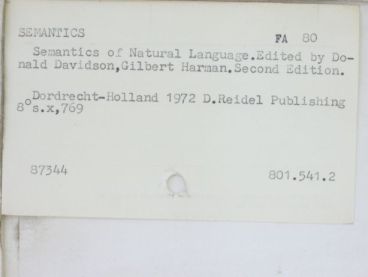 SEMANTICS FA 80
Semantics of Natural Language.Edited by Do-
nald Davidson,Gilbert Harman.Second Edition.
Dordrecht-Holland 1972 D.Reidel Publishing
8° s.x,769
87344 801.541.2